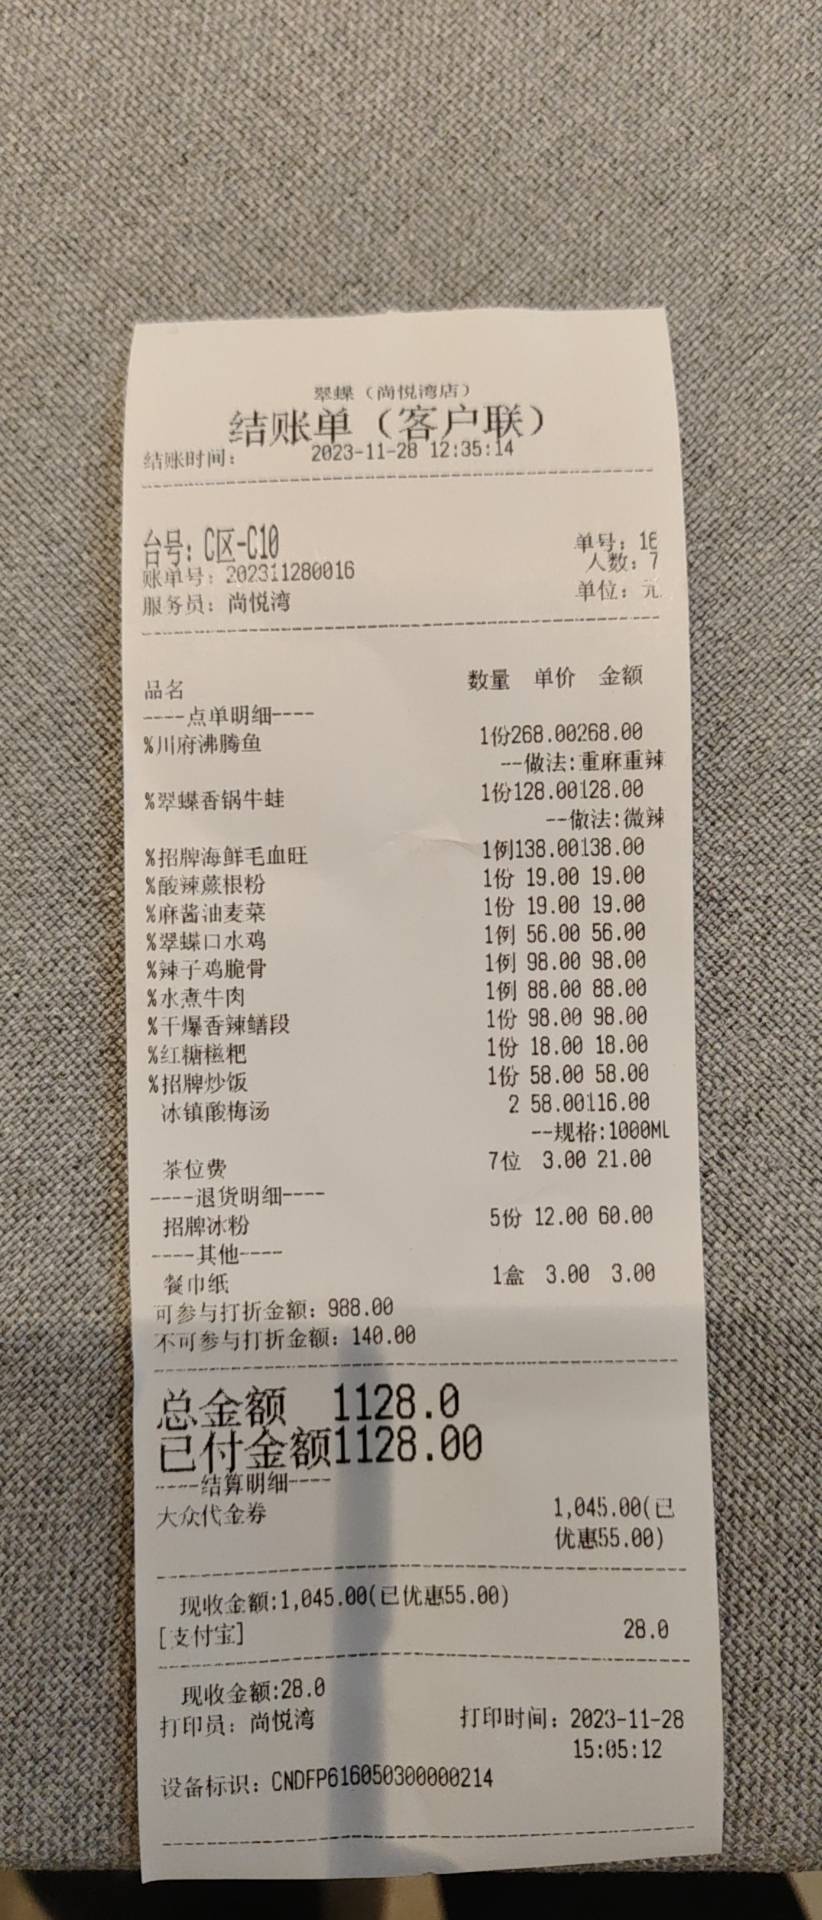 翠蝶（尚悦湾店）
结账单（客户联）
结账时间： 2023-11-28 12:35:14
台号：C区-C10 单号：16
账单号：202311280016 人数：7
服务员：尚悦湾 单位：元
品名 数量 单价 金额
----点单明细----
%川府沸腾鱼 1份268.00268.00
--做法:重麻重辣
%翠蝶香锅牛蛙 1份128.00128.00
--做法:微辣
%招牌海鲜毛血旺 1例138.00138.00
%酸辣蕨根粉 1份 19.00 19.00
%麻酱油麦菜 1份 19.00 19.00
%翠蝶口水鸡 1例 56.00 56.00
%辣子鸡脆骨 1例 98.00 98.00
%水煮牛肉 1例 88.00 88.00
%干爆香辣鳝段 1份 98.00 98.00
%红糖糍粑 1份 18.00 18.00
%招牌炒饭 1份 58.00 58.00
冰镇酸梅汤 2 58.00116.00
--规格:1000ML
茶位费 7位 3.00 21.00
----退货明细----
招牌冰粉 5份 12.00 60.00
----其他----
餐巾纸 1盒 3.00 3.00
可参与打折金额：988.00
不可参与打折金额：140.00
总金额 1128.0
已付金额1128.00
-----结算明细----
大众代金券 1,045.00(已
优惠55.00)
现收金额:1,045.00(已优惠55.00)
[支付宝] 28.0
现收金额:28.0
打印员：尚悦湾 打印时间：2023-11-28
15:05:12
设备标识：CNDFP616050300000214